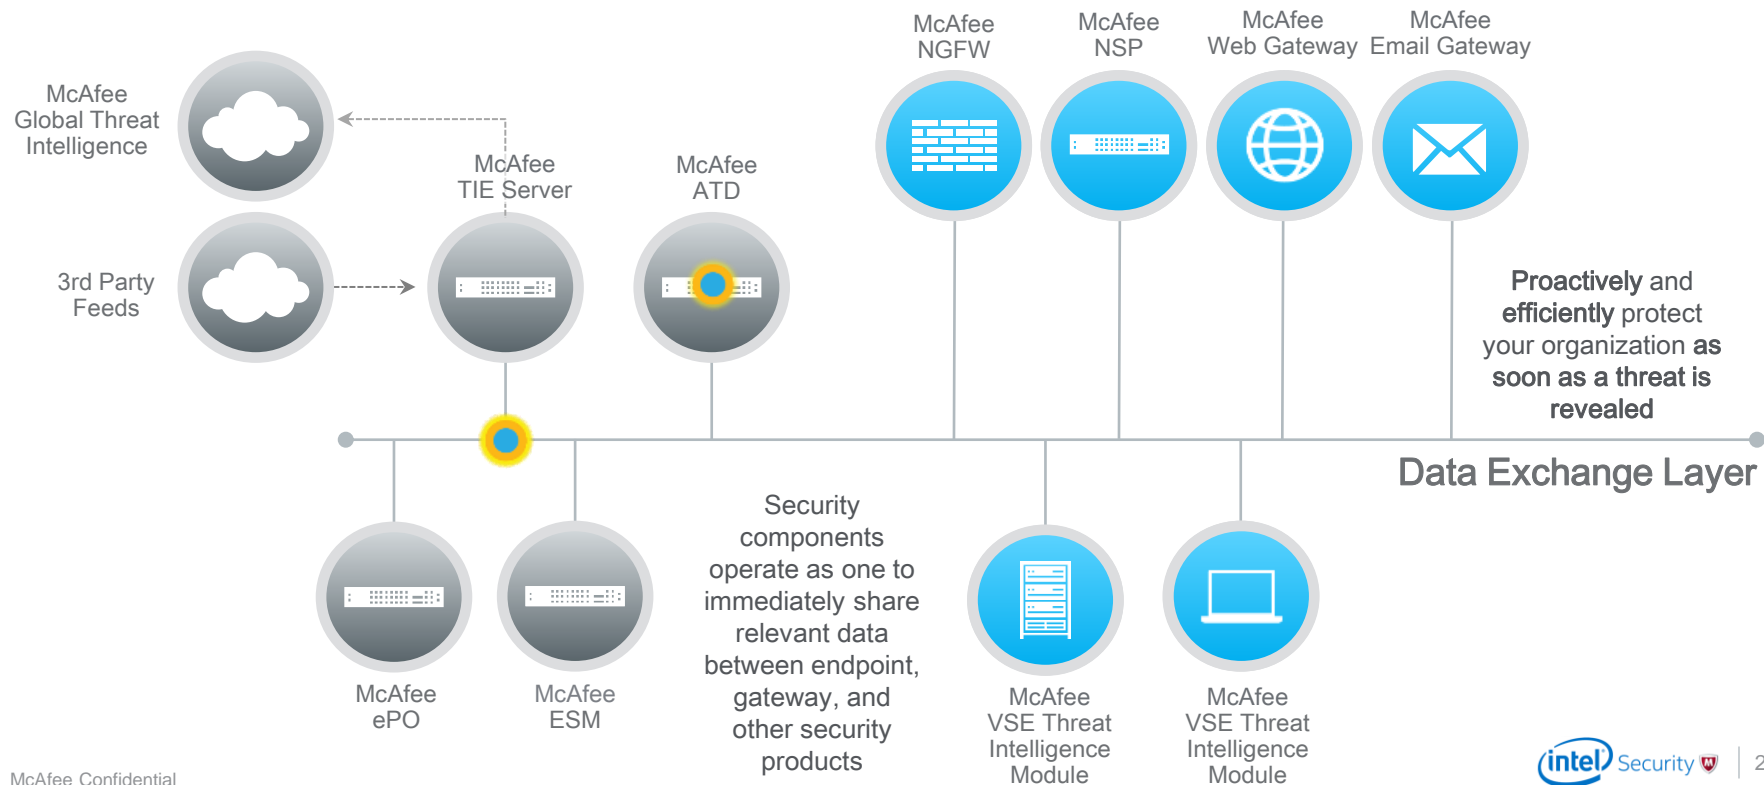 McAfee
Global Threat
Intelligence
3rd Party
Feeds
McAfee
TIE Server
McAfee
ATD
McAfee
NGFW
McAfee
NSP
McAfee
Web Gateway
McAfee
Email Gateway
Proactively and
efficiently protect
your organization as
soon as a threat is
revealed
Data Exchange Layer
McAfee
ePO
McAfee
ESM
Security
components
operate as one to
immediately share
relevant data
between endpoint,
gateway, and
other security
products
McAfee
VSE Threat
Intelligence
Module
McAfee
VSE Threat
Intelligence
Module
McAfee Confidential
intel Security
2